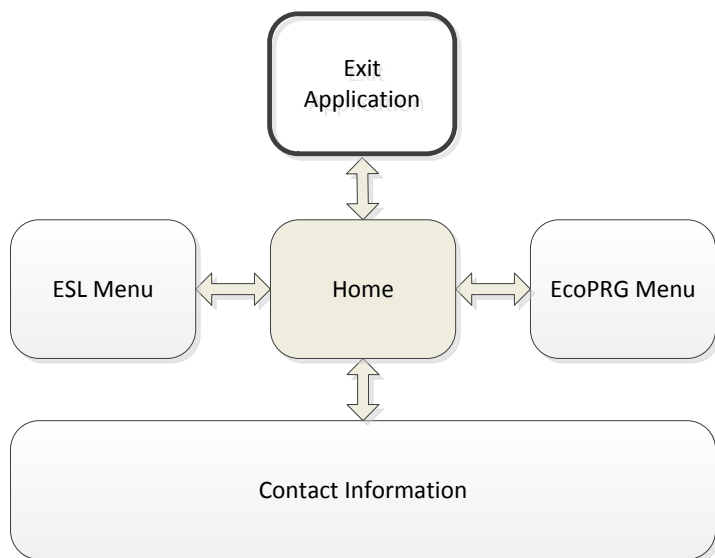 Exit
Application
ESL Menu
Home
EcoPRG Menu
Contact Information